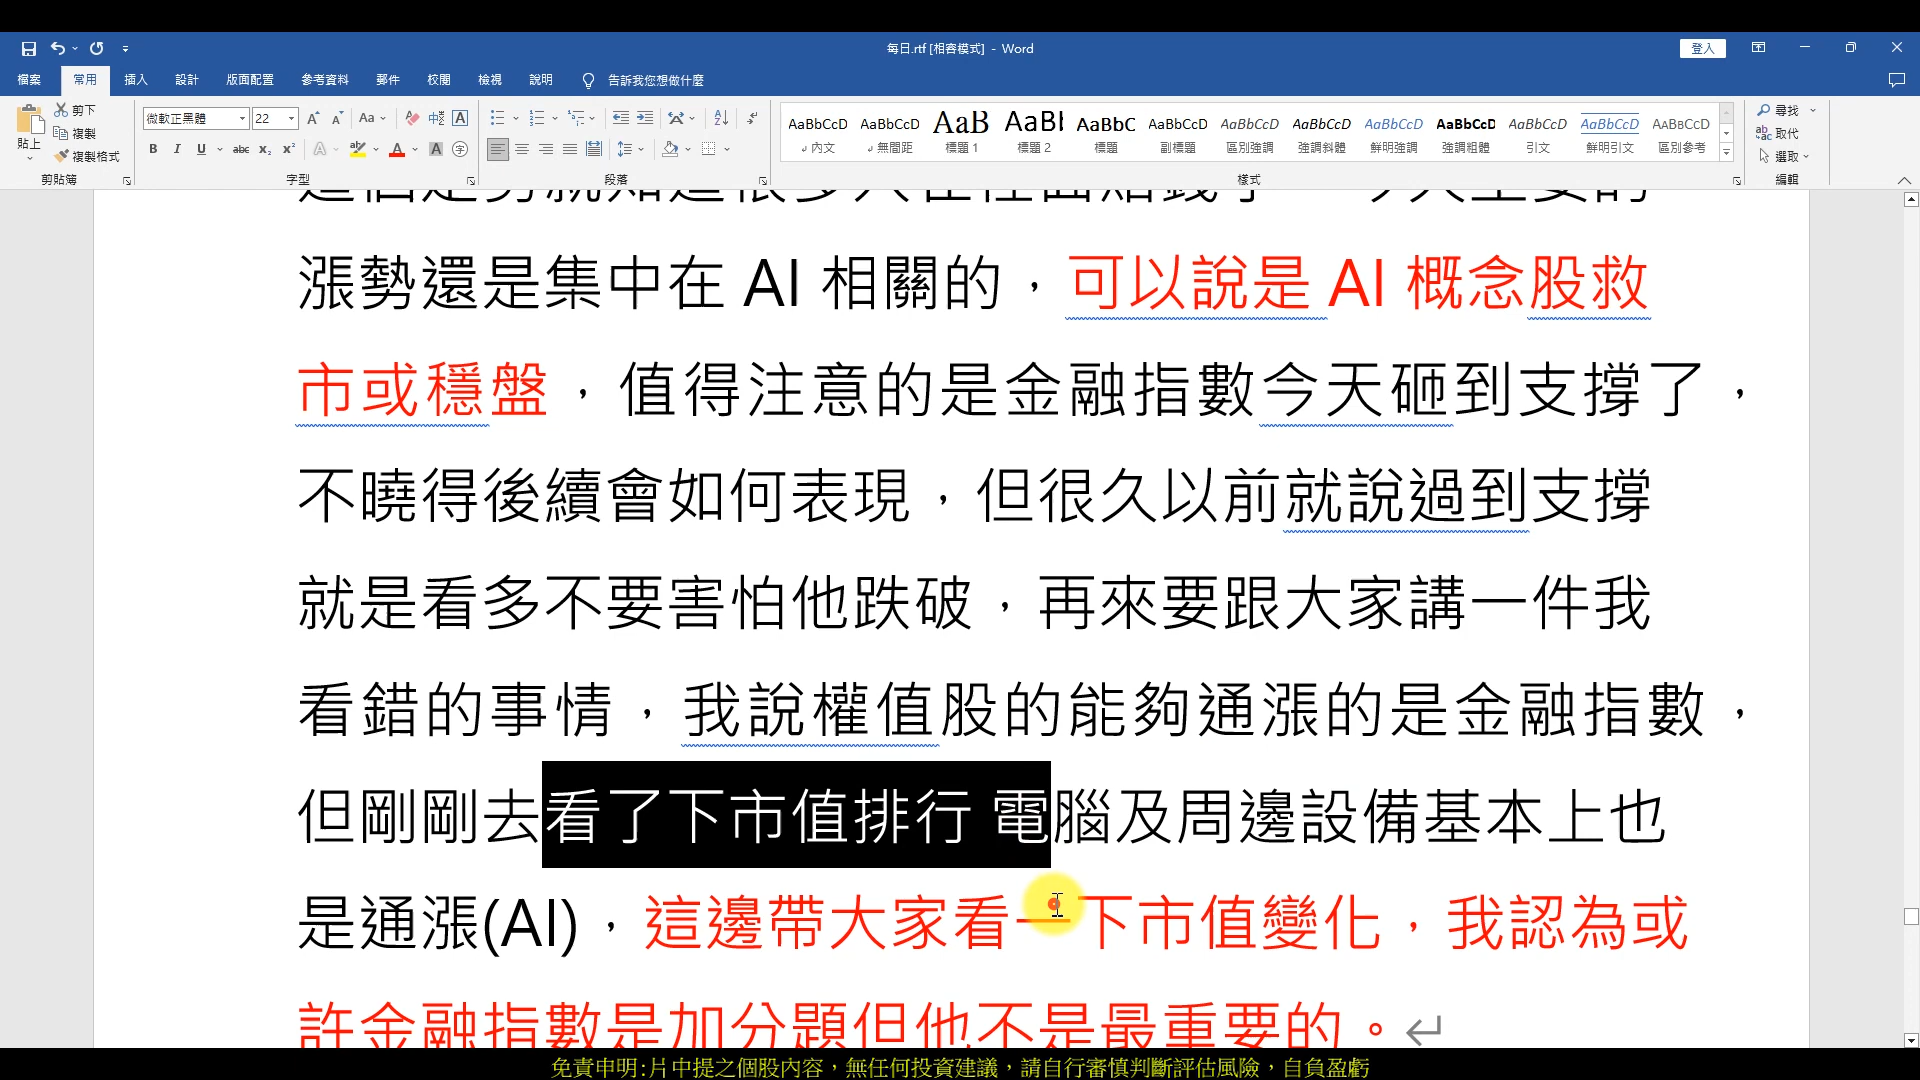 每日.rtf [相容模式] - Word
登入
檔案 常用 插入 設計 版面配置 參考資料 郵件 校閱 檢視 說明 告訴我您想做什麼
貼上 剪下 複製 複製格式
剪貼簿
微軟正黑體 22
字型
段落
AaBbCcD 內文
AaBbCcD 無間距
AaB 標題 1
AaBl 標題 2
AaBbC 標題
AaBbCcD 副標題
AaBbCcD 區別強調
AaBbCcD 強調斜體
AaBbCcD 鮮明強調
AaBbCcD 強調粗體
AaBbCcD 引文
AaBbCcD 鮮明引文
AaBbCcD 區別參考
樣式
尋找
取代
選取
編輯
漲勢還是集中在 AI 相關的，可以說是 AI 概念股救
市或穩盤，值得注意的是金融指數今天砸到支撐了，
不曉得後續會如何表現，但很久以前就說過到支撐
就是看多不要害怕他跌破，再來要跟大家講一件我
看錯的事情，我說權值股的能夠通漲的是金融指數，
但剛剛去看了下市值排行 電腦及周邊設備基本上也
是通漲(AI)，這邊帶大家看一下市值變化，我認為或
許金融指數是加分題但他不是最重要的。
免責申明:片中提之個股內容，無任何投資建議，請自行審慎判斷評估風險，自負盈虧